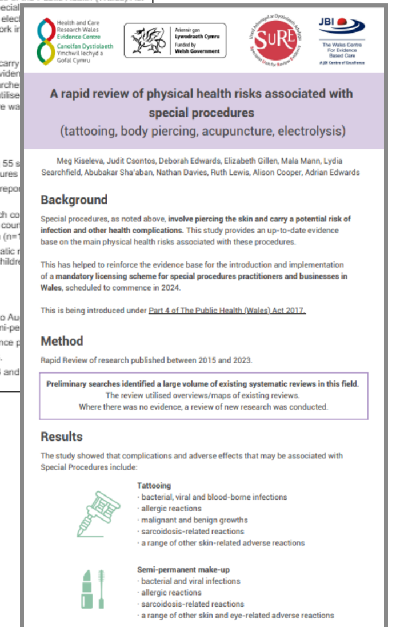 Health and Care
Research Wales
Evidence Centre
Canolfan Dystiolaeth
Ymchwil Iechyd a
Gofal Cymru
Ariennir gan
Lywodraeth Cymru
Funded by
Welsh Government
SURE
JBI
The Wales Centre
For Evidence
Based Care
A rapid review of physical health risks associated with
special procedures
(tattooing, body piercing, acupuncture, electrolysis)
Meg Kiseleva, Judit Csontos, Deborah Edwards, Elizabeth Gillen, Mala Mann, Lydia
Searchfield, Abubakar Sha'aban, Nathan Davies, Ruth Lewis, Alison Cooper, Adrian Edwards
Background
Special procedures, as noted above, involve piercing the skin and carry a potential risk of
infection and other health complications. This study provides an up-to-date evidence
base on the main physical health risks associated with these procedures.
This has helped to reinforce the evidence base for the introduction and implementation
of a mandatory licensing scheme for special procedures practitioners and businesses in
Wales, scheduled to commence in 2024.
This is being introduced under Part 4 of The Public Health (Wales) Act 2017.
Method
Rapid Review of research published between 2015 and 2023.
Preliminary searches identified a large volume of existing systematic reviews in this field.
The review utilised overviews/maps of existing reviews
Where there was no evidence, a review of new research was conducted.
Results
The study showed that complications and adverse effects that may be associated with
Special Procedures include:
Tattooing
· bacterial, viral and blood-borne infections
· allergic reactions
· malignant and benign growths
· sarcoidosis-related reactions
· a range of other skin-related adverse reactions
Semi-permanent make-up
· bacterial and viral infections
· allergic reactions
· sarcoidosis-related reactions
· a range of other skin and eye-related adverse reactions